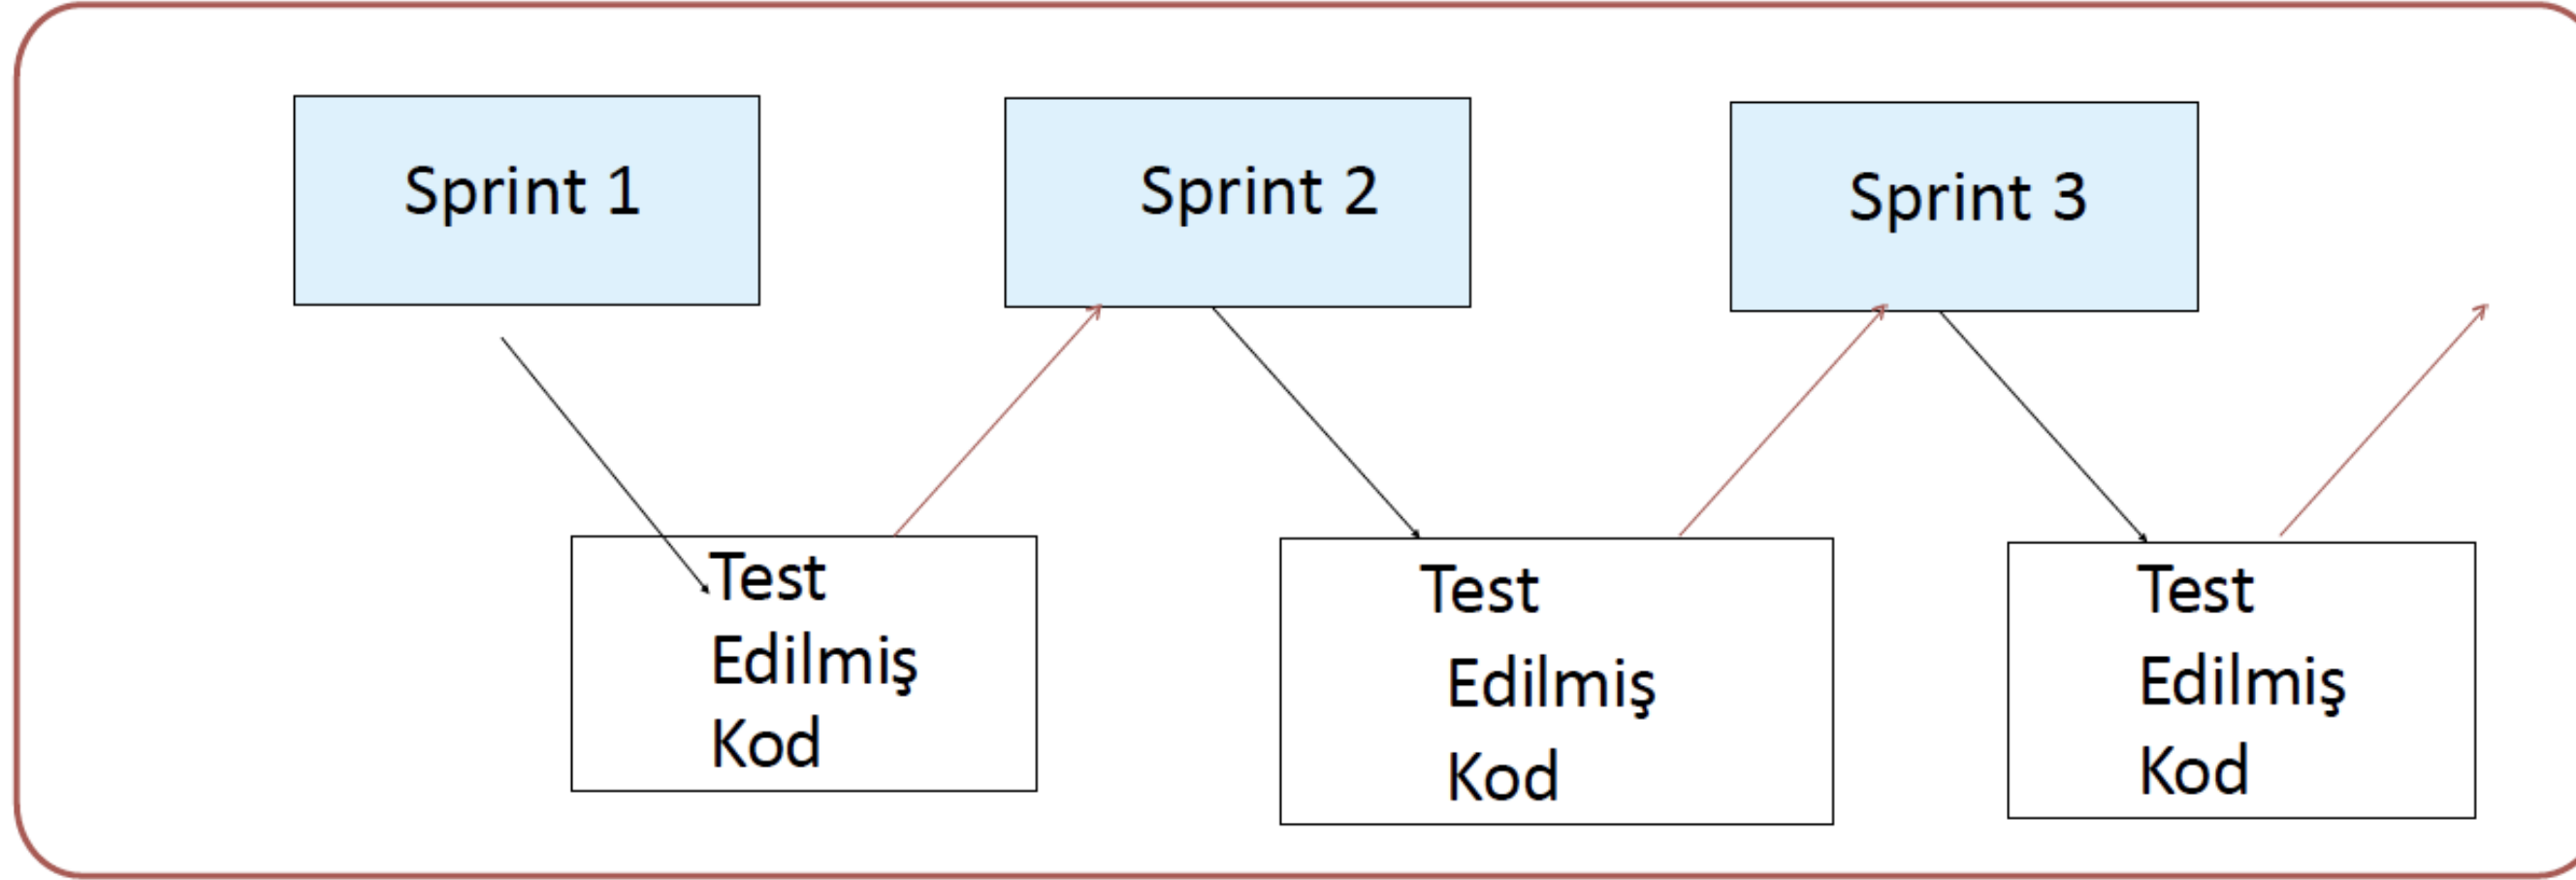 Sprint 1
Sprint 2
Sprint 3
Test
Edilmiş
Kod
Test
Edilmiş
Kod
Test
Edilmiş
Kod